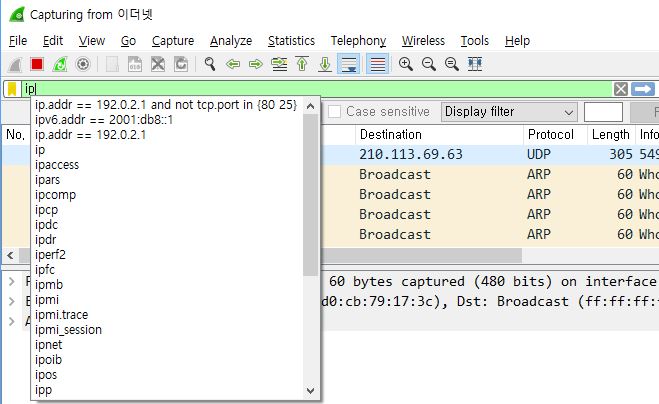 Capturing from 이더넷
File Edit View Go Capture Analyze Statistics Telephony Wireless Tools Help
ip
ip.addr == 192.0.2.1 and not tcp.port in {80 25}
ipv6.addr == 2001:db8::1
ip.addr == 192.0.2.1
ip
ipaccess
ipars
ipcomp
ipcp
ipdc
ipdr
iperf2
ipfc
ipmb
ipmi
ipmi.trace
ipmi_session
ipnet
ipoib
ipos
ipp
Case sensitive Display filter
No. Destination Protocol Length Info
210.113.69.63 UDP 305 549
Broadcast ARP 60 Who
Broadcast ARP 60 Who
Broadcast ARP 60 Who
Broadcast ARP 60 Who
60 bytes captured (480 bits) on interface
d0:cb:79:17:3c), Dst: Broadcast (ff:ff:ff: